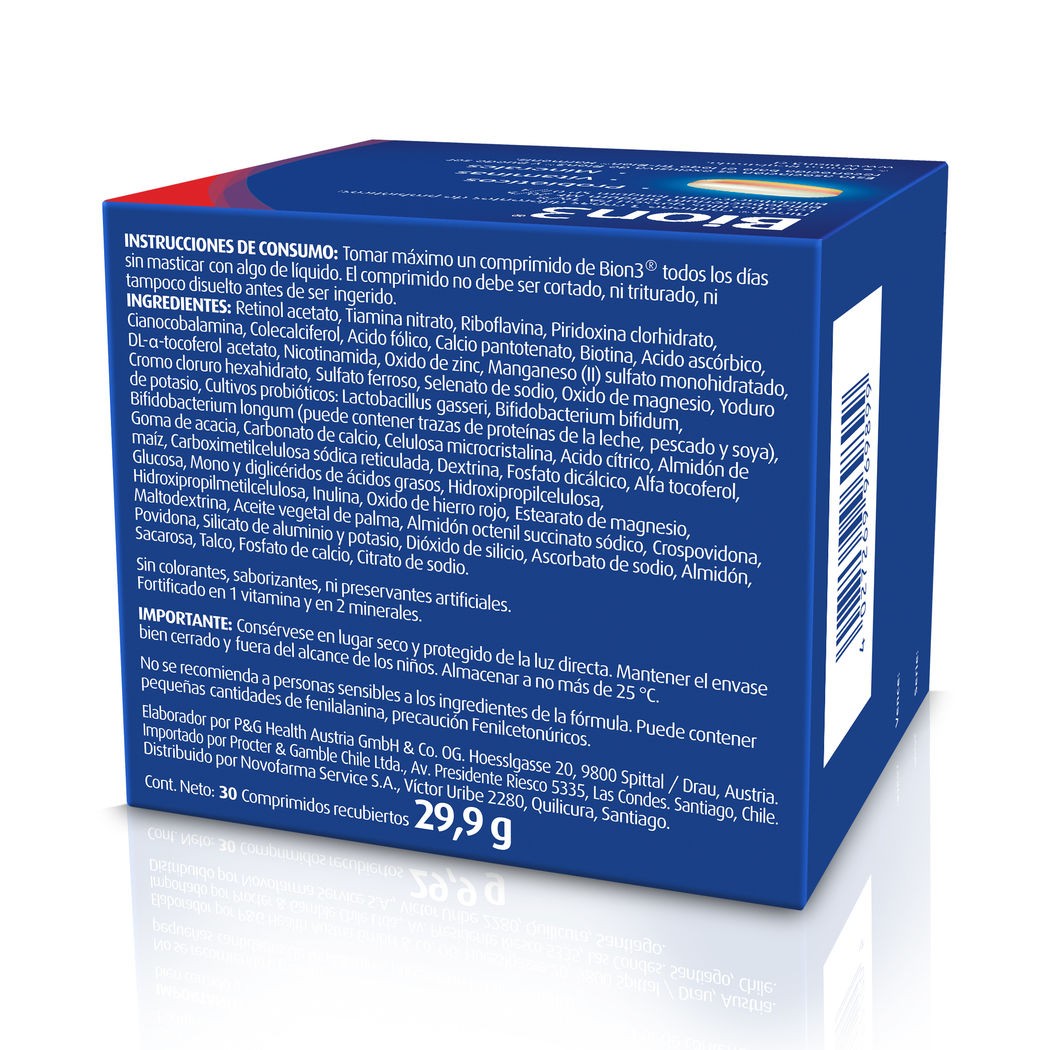 Bion3®
Probióticos
Vitaminas
INSTRUCCIONES DE CONSUMO: Tomar máximo un comprimido de Bion3® todos los días
sin masticar con algo de líquido. El comprimido no debe ser cortado, ni triturado, ni
tampoco disuelto antes de ser ingerido.
INGREDIENTES: Retinol acetato, Tiamina nitrato, Riboflavina, Piridoxina clorhidrato,
Cianocobalamina, Colecalciferol, Acido fólico, Calcio pantotenato, Biotina, Acido ascórbico,
DL-α-tocoferol acetato, Nicotinamida, Oxido de zinc, Manganeso (II) sulfato monohidratado,
Cromo cloruro hexahidrato, Sulfato ferroso, Selenato de sodio, Oxido de magnesio, Yoduro
de potasio, Cultivos probióticos: Lactobacillus gasseri, Bifidobacterium bifidum,
Bifidobacterium longum (puede contener trazas de proteínas de la leche, pescado y soya),
Goma de acacia, Carbonato de calcio, Celulosa microcristalina, Acido cítrico, Almidón de
maíz, Carboximetilcelulosa sódica reticulada, Dextrina, Fosfato dicálcico, Alfa tocoferol,
Glucosa, Mono y diglicéridos de ácidos grasos, Hidroxipropilcelulosa,
Hidroxipropilmetilcelulosa, Inulina, Oxido de hierro rojo, Estearato de magnesio,
Maltodextrina, Aceite vegetal de palma, Almidón octenil succinato sódico, Crospovidona,
Povidona, Silicato de aluminio y potasio, Dióxido de silicio, Ascorbato de sodio, Almidón,
Sacarosa, Talco, Fosfato de calcio, Citrato de sodio.
Sin colorantes, saborizantes, ni preservantes artificiales.
Fortificado en 1 vitamina y en 2 minerales.
IMPORTANTE: Consérvese en lugar seco y protegido de la luz directa. Mantener el envase
bien cerrado y fuera del alcance de los niños. Almacenar a no más de 25 °C.
No se recomienda a personas sensibles a los ingredientes de la fórmula. Puede contener
pequeñas cantidades de fenilalanina, precaución Fenilcetonúricos.
Elaborador por P&G Health Austria GmbH & Co. OG. Hoesslgasse 20, 9800 Spittal / Drau, Austria.
Importado por Procter & Gamble Chile Ltda., Av. Presidente Riesco 5335, Las Condes. Santiago, Chile.
Distribuido por Novofarma Service S.A., Víctor Uribe 2280, Quilicura, Santiago.
Cont. Neto: 30 Comprimidos recubiertos 29,9 g